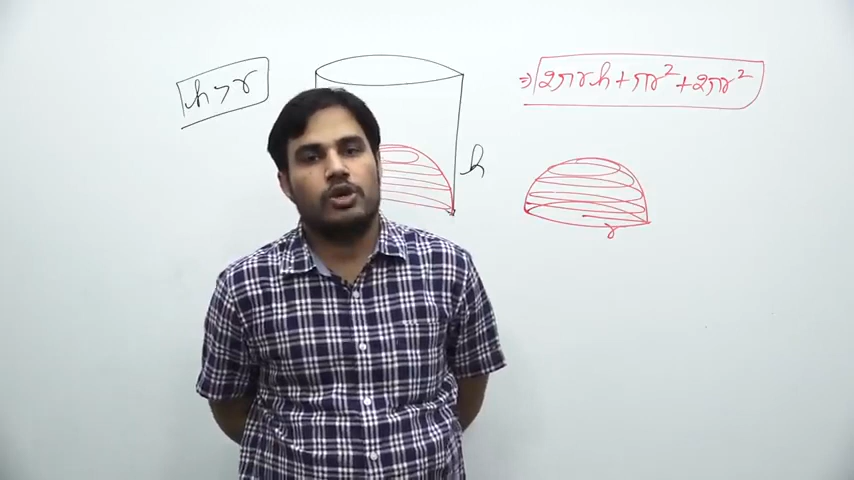 h > r
⇒ 2πrh + πr² + 2πr²
h
r